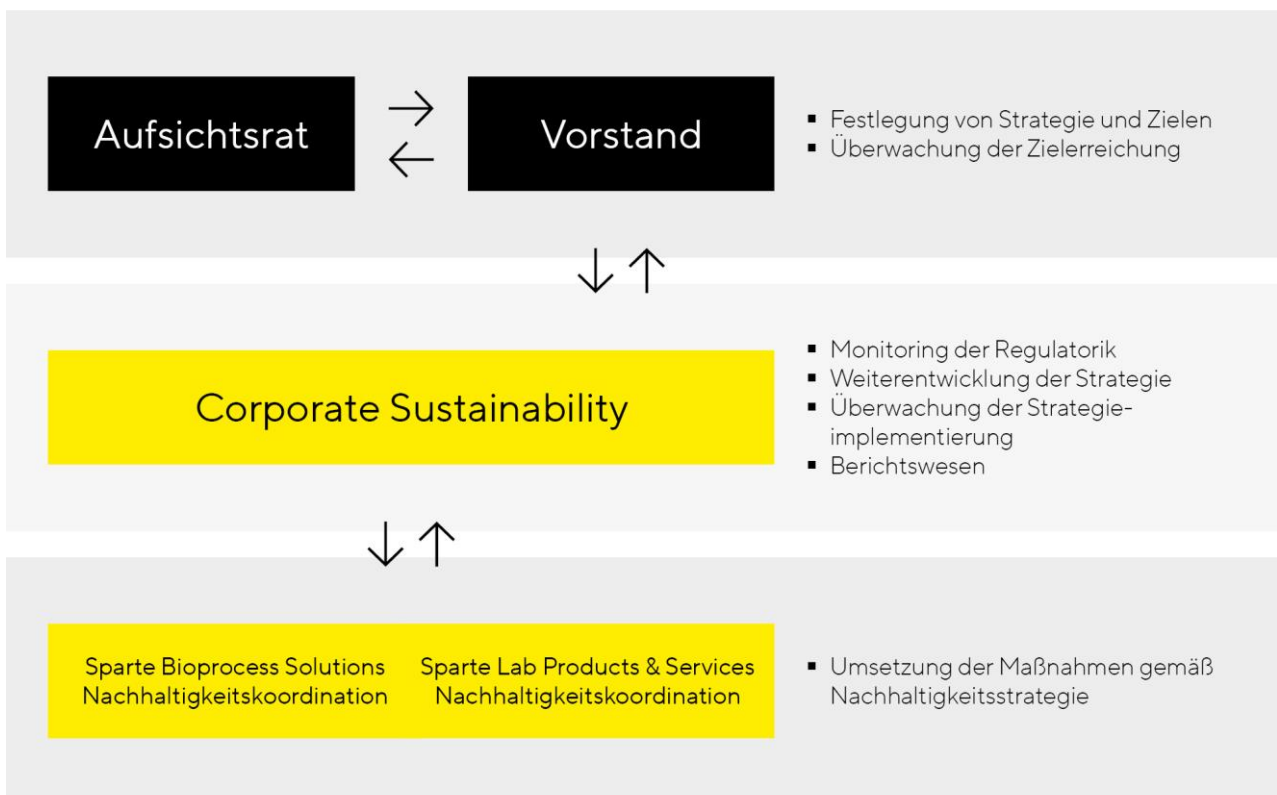 Aufsichtsrat
Vorstand
▪ Festlegung von Strategie und Zielen
▪ Überwachung der Zielerreichung
Corporate Sustainability
▪ Monitoring der Regulatorik
▪ Weiterentwicklung der Strategie
▪ Überwachung der Strategie-
implementierung
▪ Berichtswesen
Sparte Bioprocess Solutions
Nachhaltigkeitskoordination
Sparte Lab Products & Services
Nachhaltigkeitskoordination
▪ Umsetzung der Maßnahmen gemäß
Nachhaltigkeitsstrategie